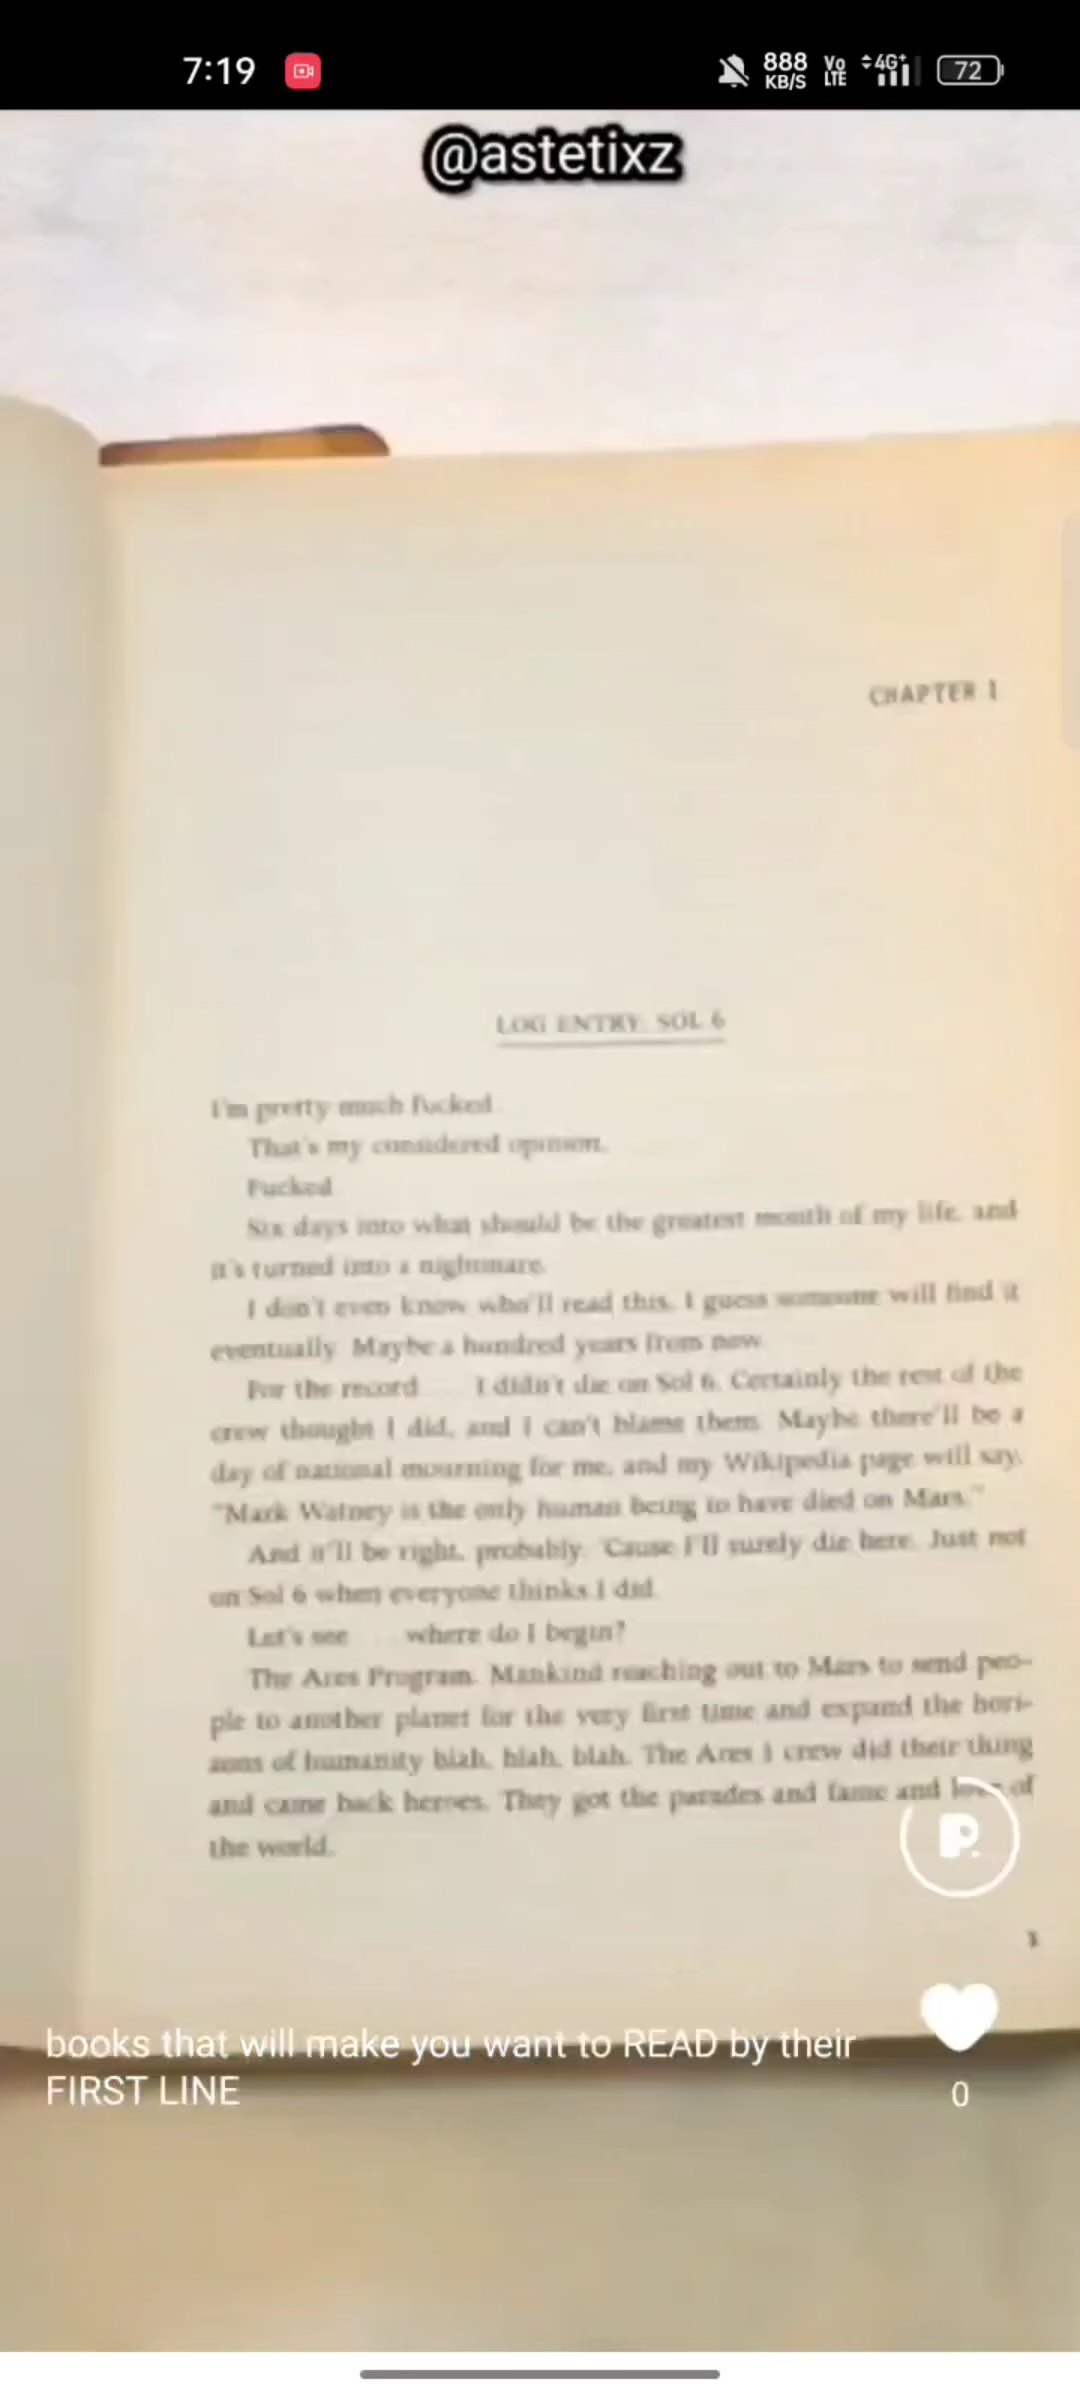 7:19
888
KB/S
Vo
LTE
4G+
72
@astetixz
CHAPTER 1
LOG ENTRY: SOL 6
I'm pretty much fucked.
That's my considered opinion.
Fucked.
Six days into what should be the greatest month of my life, and
it's turned into a nightmare.
I don't even know who'll read this. I guess someone will find it
eventually. Maybe a hundred years from now.
For the record . . . I didn't die on Sol 6. Certainly the rest of the
crew thought I did, and I can't blame them. Maybe there'll be a
day of national mourning for me, and my Wikipedia page will say,
"Mark Watney is the only human being to have died on Mars."
And it'll be right, probably. 'Cause I'll surely die here. Just not
on Sol 6 when everyone thinks I did.
Let's see . . . where do I begin?
The Ares Program. Mankind reaching out to Mars to send peo-
ple to another planet for the very first time and expand the hori-
zons of humanity blah, blah, blah. The Ares 1 crew did their thing
and came back heroes. They got the parades and fame and love of
the world.
P.
1
books that will make you want to READ by their
FIRST LINE
0